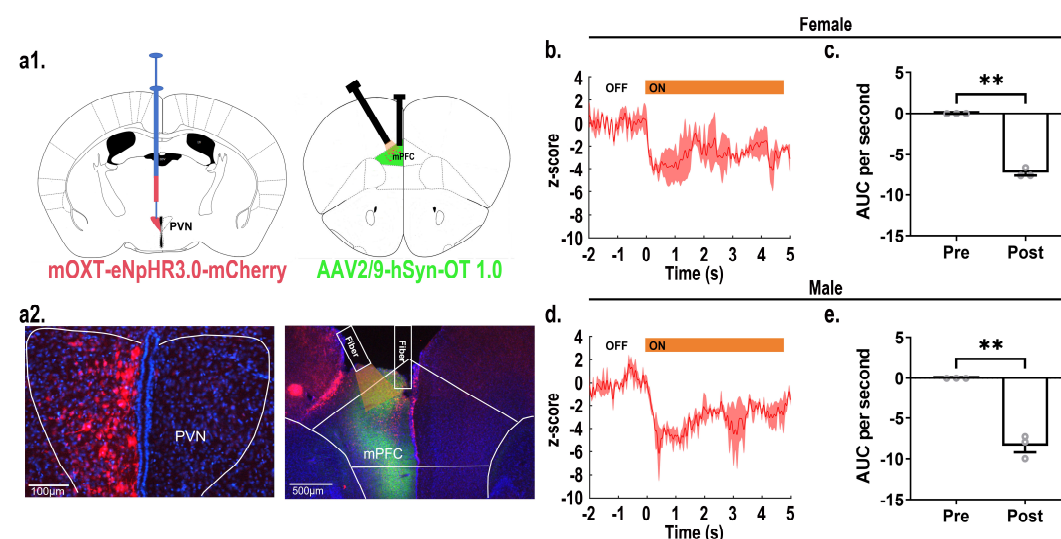 Female
a1.
PVN
mPFC
mOXT-eNpHR3.0-mCherry
AAV2/9-hSyn-OT 1.0
b.
OFF
ON
z-score
4
2
0
-2
-4
-6
-8
-10
-2 -1 0 1 2 3 4 5
Time (s)
c.
**
AUC per second
5
0
-5
-10
-15
Pre Post
Male
a2.
PVN
100μm
Fiber
Fiber
mPFC
500μm
d.
OFF
ON
z-score
4
2
0
-2
-4
-6
-8
-10
-2 -1 0 1 2 3 4 5
Time (s)
e.
**
AUC per second
5
0
-5
-10
-15
Pre Post